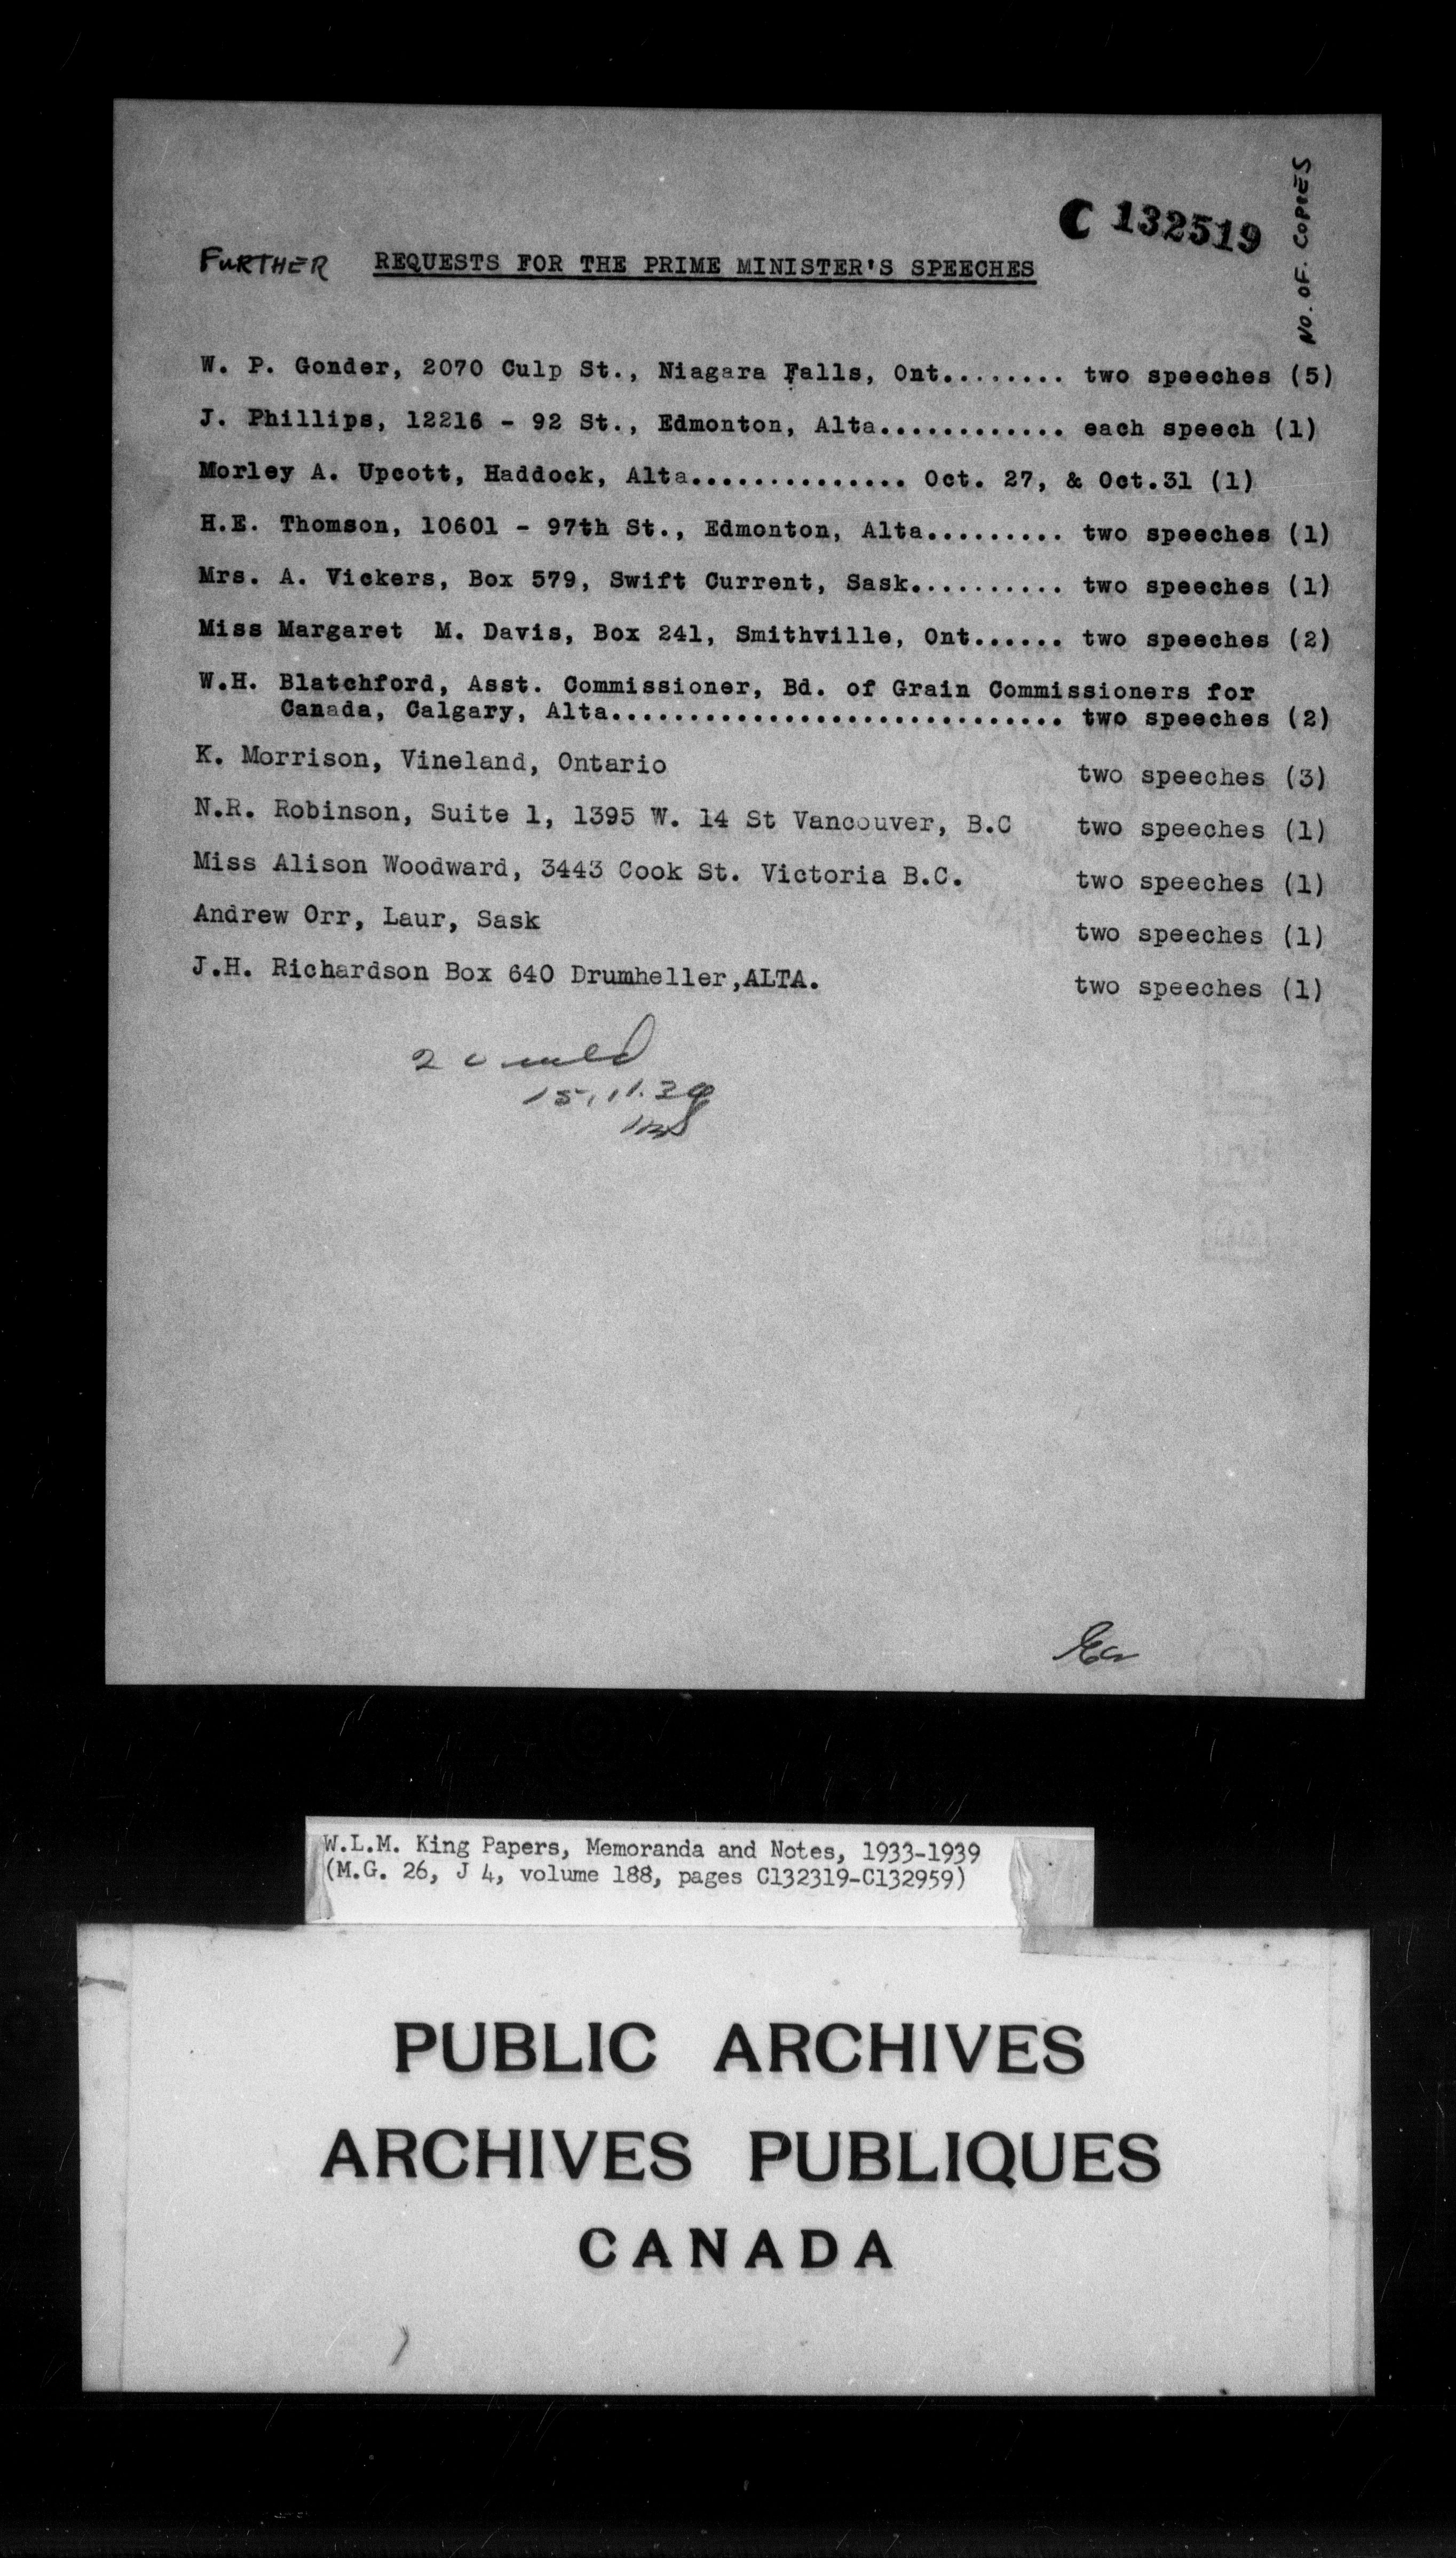 C 132519
NO. OF. COPIES
FURTHER REQUESTS FOR THE PRIME MINISTER'S SPEECHES
W. P. Gonder, 2070 Culp St., Niagara Falls, Ont........ two speeches (5)
J. Phillips, 12216 - 92 St., Edmonton, Alta............ each speech (1)
Morley A. Upcott, Haddock, Alta.............. Oct. 27, & Oct.31 (1)
H.E. Thomson, 10601 - 97th St., Edmonton, Alta......... two speeches (1)
Mrs. A. Vickers, Box 579, Swift Current, Sask.......... two speeches (1)
Miss Margaret M. Davis, Box 241, Smithville, Ont...... two speeches (2)
W.H. Blatchford, Asst. Commissioner, Bd. of Grain Commissioners for
Canada, Calgary, Alta............................. two speeches (2)
K. Morrison, Vineland, Ontario two speeches (3)
N.R. Robinson, Suite 1, 1395 W. 14 St Vancouver, B.C two speeches (1)
Miss Alison Woodward, 3443 Cook St. Victoria B.C. two speeches (1)
Andrew Orr, Laur, Sask two speeches (1)
J.H. Richardson Box 640 Drumheller,ALTA. two speeches (1)
15.11.39
W.L.M. King Papers, Memoranda and Notes, 1933-1939
(M.G. 26, J 4, volume 188, pages C132319-C132959)
PUBLIC ARCHIVES
ARCHIVES PUBLIQUES
CANADA